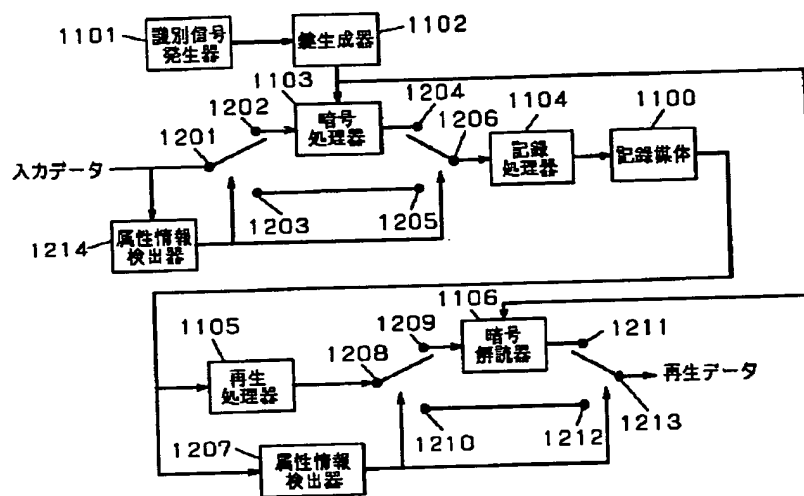 1101
識別信号
発生器
鍵生成器
1102
1103
1202
暗号
処理器
1204
1206
1104
1100
1201
入力データ
記録
処理器
記録媒体
1203
1205
1214
属性情報
検出器
1106
1209
1211
1105
1208
暗号
解読器
再生
処理器
再生データ
1207
1210
1212
1213
属性情報
検出器